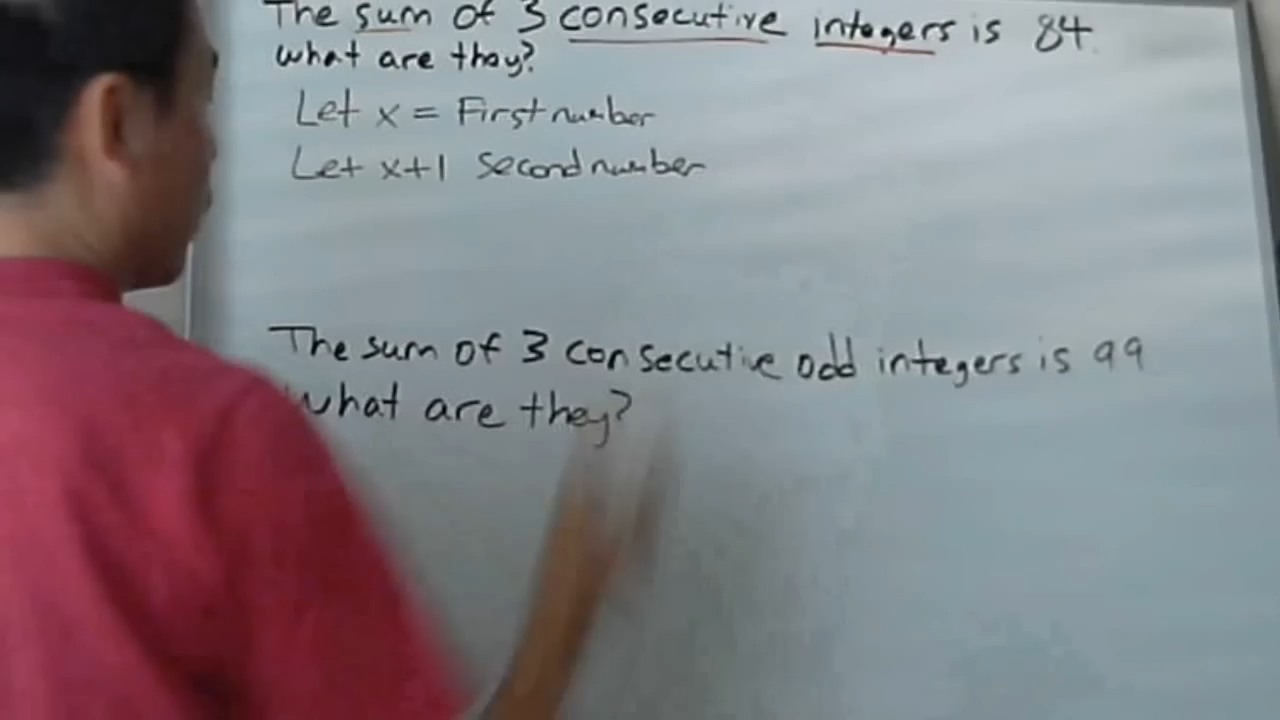 The sum of 3 consecutive integers is 84.
what are they?
Let x = First number
Let x+1 second number
The sum of 3 consecutive odd integers is 99
What are they?